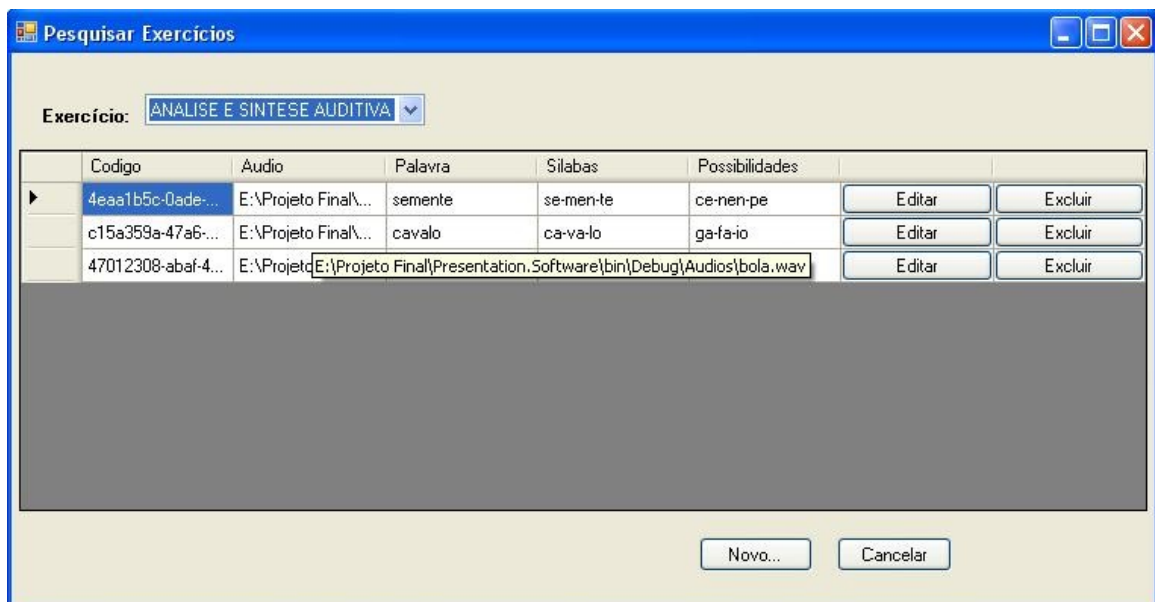 Pesquisar Exercícios
Exercício: ANALISE E SINTESE AUDITIVA
Codigo Audio Palavra Silabas Possibilidades
4eaa1b5c-0ade-... E:\Projeto Final\... semente se-men-te ce-nen-pe Editar Excluir
c15a359a-47a6-... E:\Projeto Final\... cavalo ca-va-lo ga-fa-io Editar Excluir
47012308-abaf-4... E:\Projeto E:\Projeto Final\Presentation.Software\bin\Debug\Audios\bola.wav Editar Excluir
Novo... Cancelar